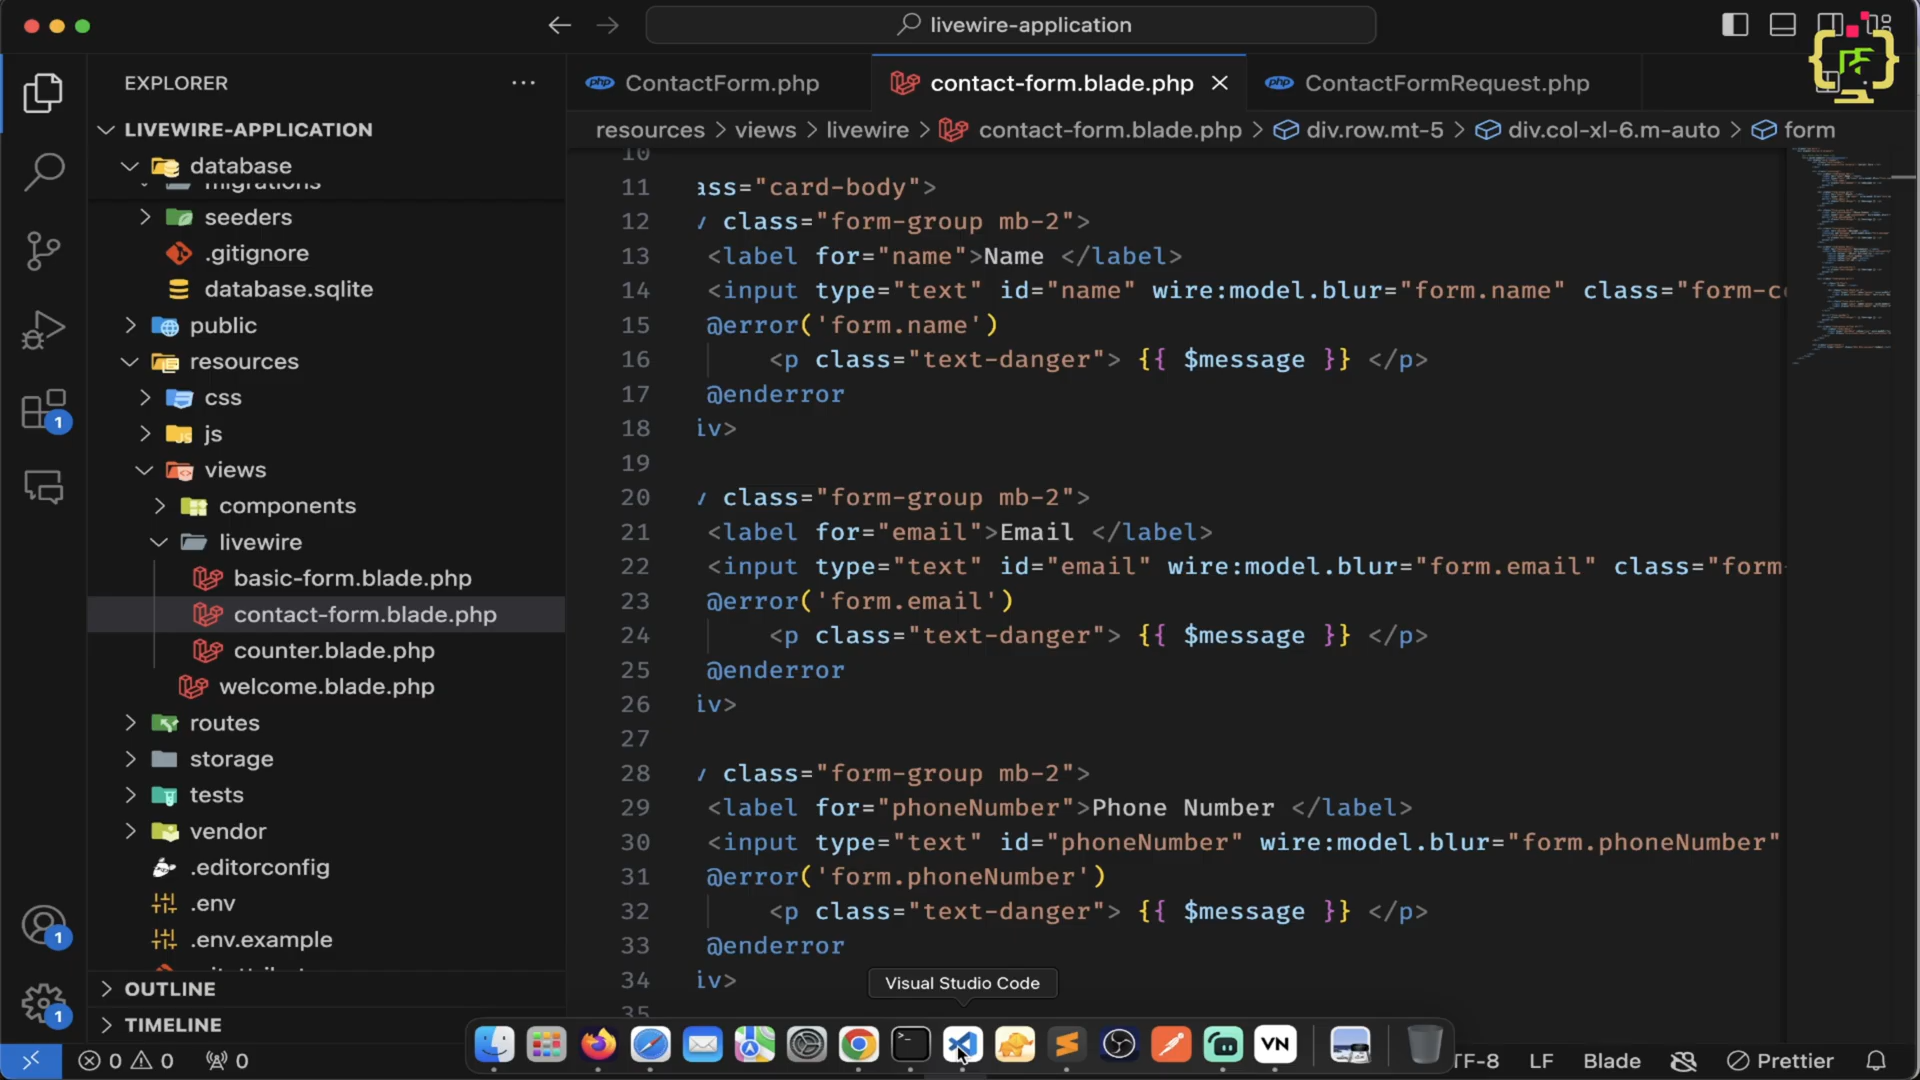 livewire-application
EXPLORER
LIVEWIRE-APPLICATION
database
migrations
seeders
.gitignore
database.sqlite
public
resources
css
js
views
components
livewire
basic-form.blade.php
contact-form.blade.php
counter.blade.php
welcome.blade.php
routes
storage
tests
vendor
.editorconfig
.env
.env.example
OUTLINE
TIMELINE
1
1
1
ContactForm.php
contact-form.blade.php
ContactFormRequest.php
resources > views > livewire > contact-form.blade.php > div.row.mt-5 > div.col-xl-6.m-auto > form
10
11 ass="card-body">
12 class="form-group mb-2">
13 <label for="name">Name </label>
14 <input type="text" id="name" wire:model.blur="form.name" class="form-c
15 @error('form.name')
16 <p class="text-danger"> {{ $message }} </p>
17 @enderror
18 iv>
19
20 class="form-group mb-2">
21 <label for="email">Email </label>
22 <input type="text" id="email" wire:model.blur="form.email" class="form-
23 @error('form.email')
24 <p class="text-danger"> {{ $message }} </p>
25 @enderror
26 iv>
27
28 class="form-group mb-2">
29 <label for="phoneNumber">Phone Number </label>
30 <input type="text" id="phoneNumber" wire:model.blur="form.phoneNumber"
31 @error('form.phoneNumber')
32 <p class="text-danger"> {{ $message }} </p>
33 @enderror
34 iv>
35
Visual Studio Code
VN
0 0 0
TF-8 LF Blade Prettier